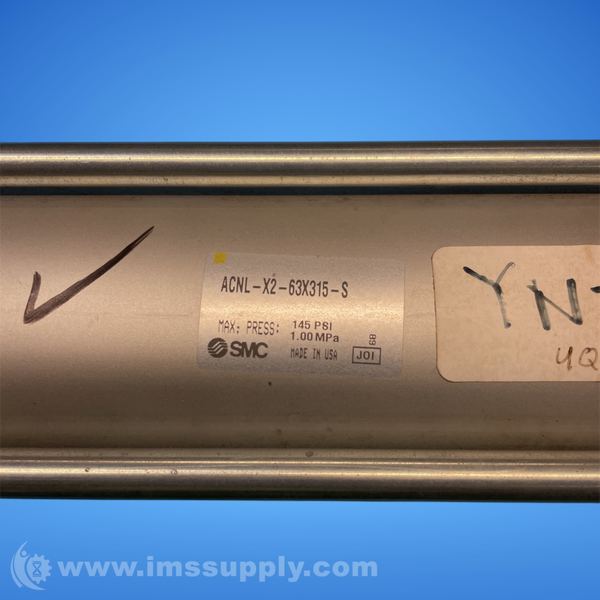 ACNL-X2-63X315-S
MAX. PRESS: 145 PSI
1.00 MPa
SMC MADE IN USA JOI
YN
4Q
www.imssupply.com